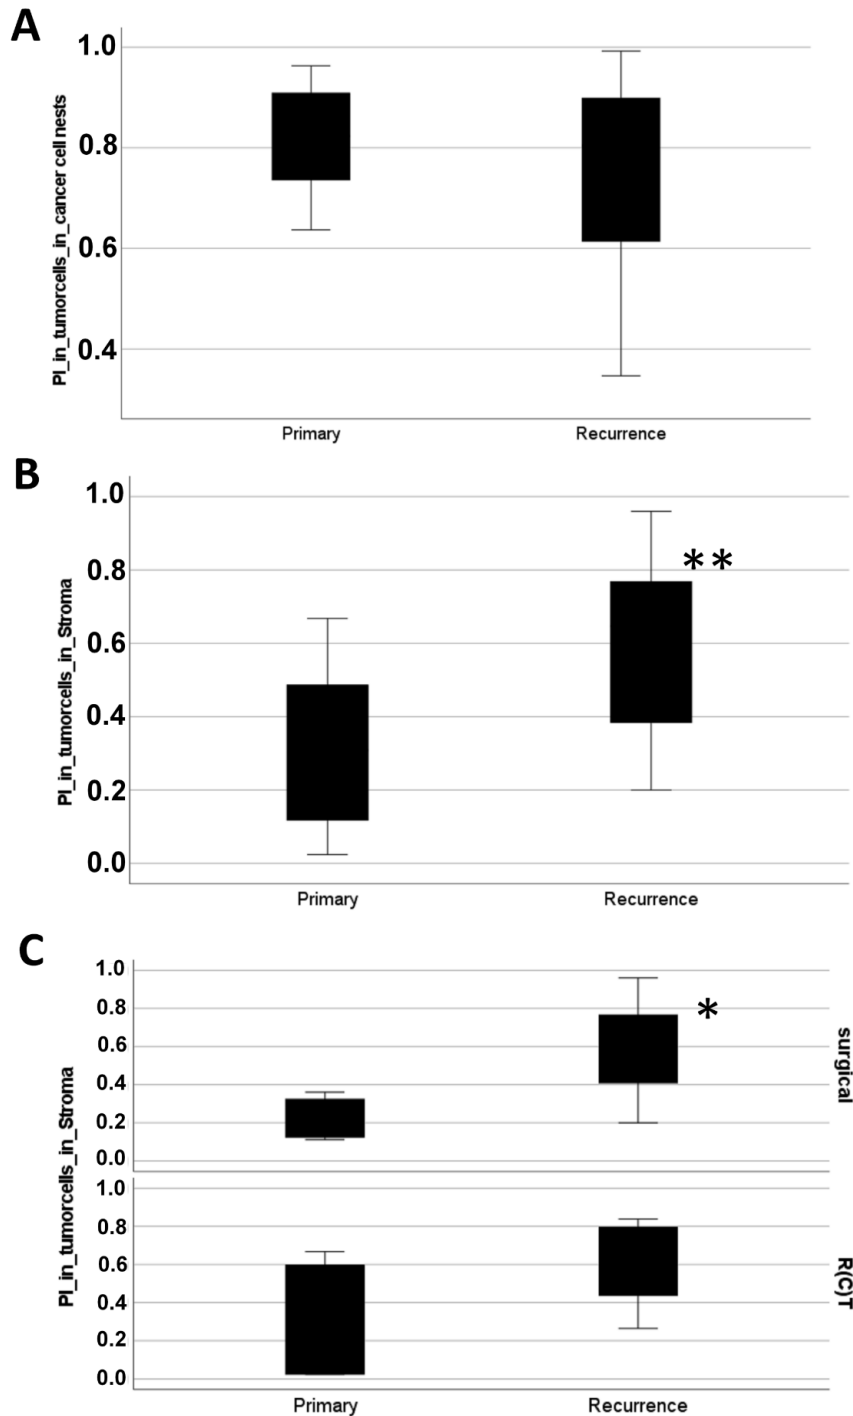 A
PI_in_tumorcells_in_cancer cell nests
1.0
0.8
0.6
0.4
Primary Recurrence
B
PI_in_tumorcells_in_Stroma
1.0
0.8
0.6
0.4
0.2
0.0
**
Primary Recurrence
C
PI_in_tumorcells_in_Stroma
1.0
0.8
0.6
0.4
0.2
0.0
*
surgical
1.0
0.8
0.6
0.4
0.2
0.0
R(C)T
Primary Recurrence